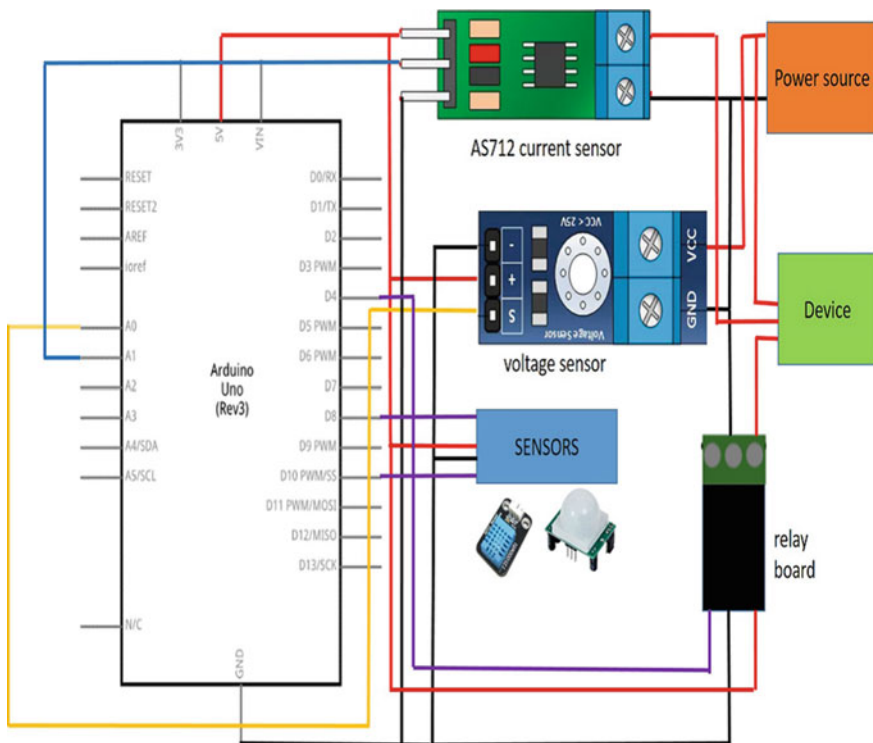 3V3
5V
VIN
RESET
RESET2
AREF
ioref
A0
A1
A2
A3
A4/SDA
A5/SCL
N/C
D0/RX
D1/TX
D2
D3 PWM
D4
D5 PWM
D6 PWM
D7
D8
D9 PWM
D10 PWM/SS
D11 PWM/MOSI
D12/MISO
D13/SCK
GND
Arduino
Uno
(Rev3)
AS712 current sensor
Power source
VCC < 25V
-
+
S
VCC
GND
Voltage Sensor
voltage sensor
Device
SENSORS
relay
board